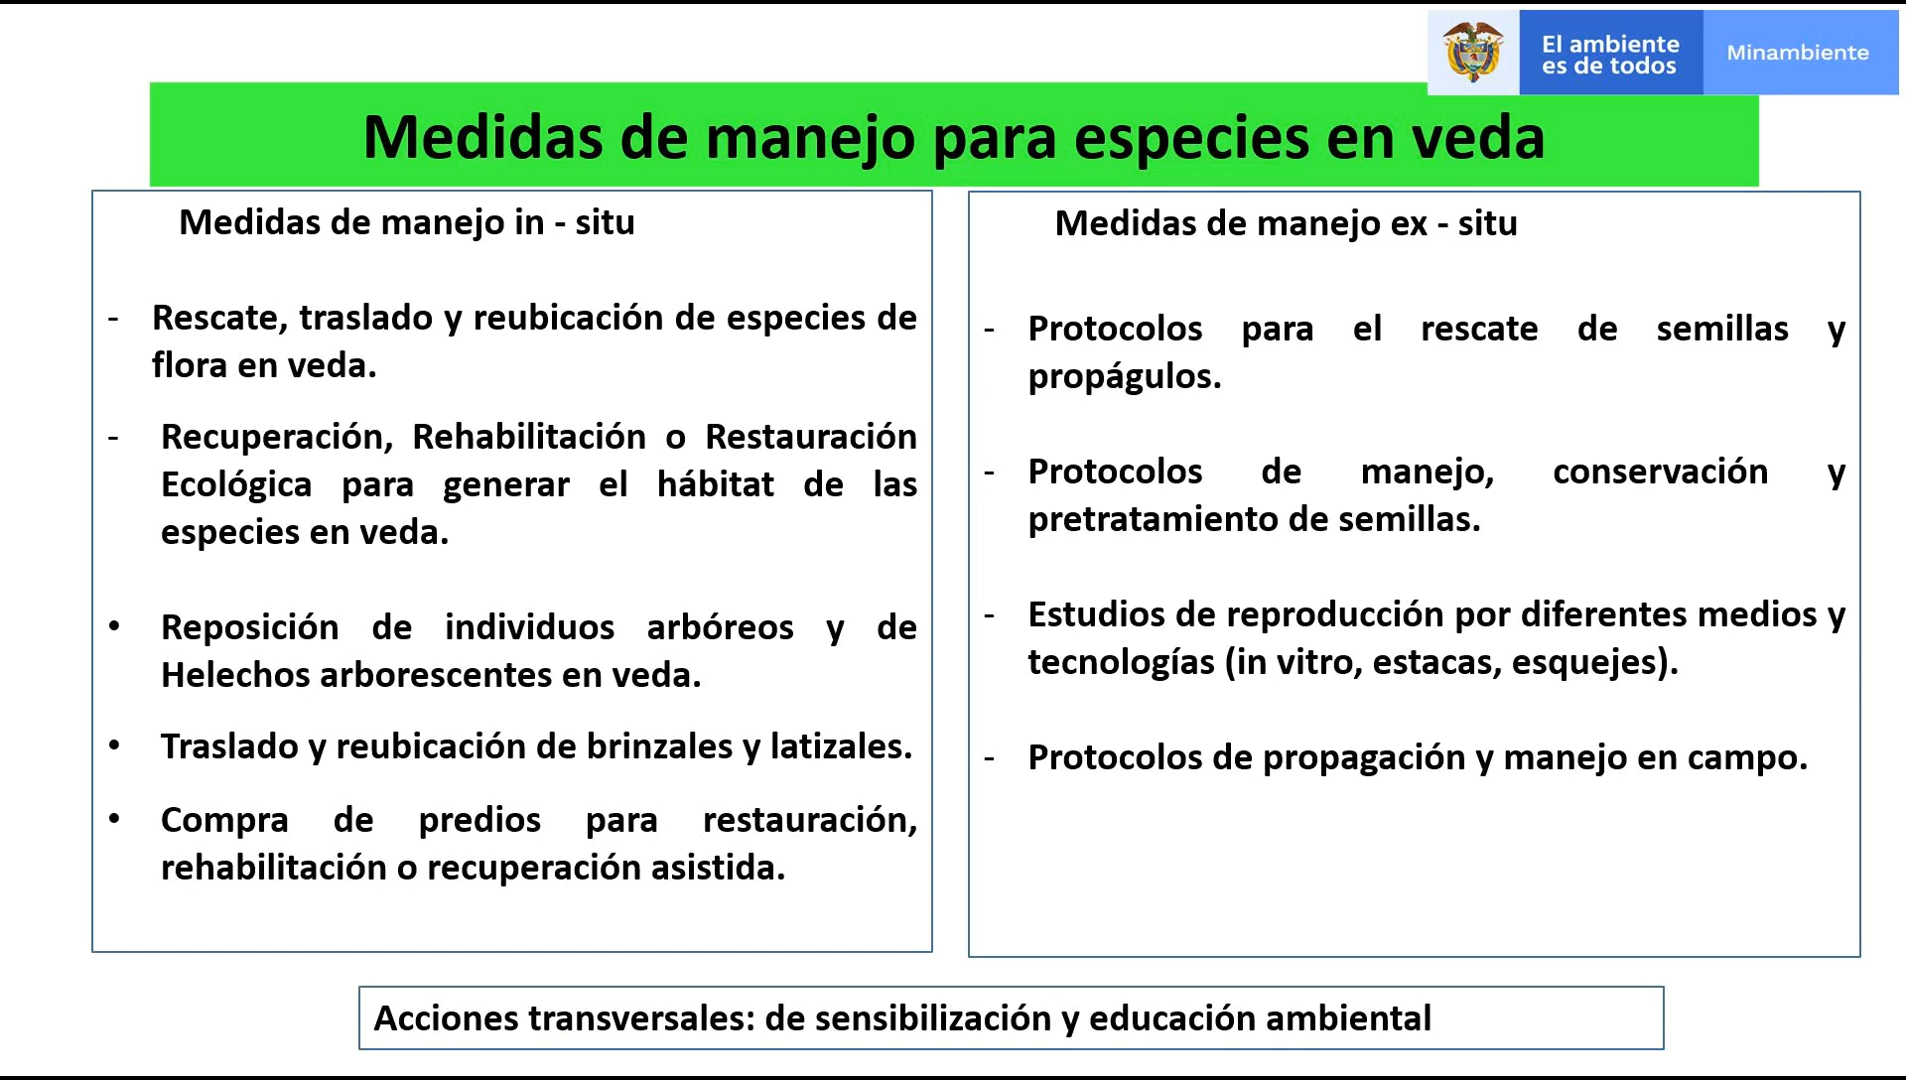 El ambiente
es de todos
Minambiente
Medidas de manejo para especies en veda
Medidas de manejo in - situ
- Rescate, traslado y reubicación de especies de
flora en veda.
- Recuperación, Rehabilitación o Restauración
Ecológica para generar el hábitat de las
especies en veda.
• Reposición de individuos arbóreos y de
Helechos arborescentes en veda.
• Traslado y reubicación de brinzales y latizales.
• Compra de predios para restauración,
rehabilitación o recuperación asistida.
Medidas de manejo ex - situ
- Protocolos para el rescate de semillas y
propágulos.
- Protocolos de manejo, conservación y
pretratamiento de semillas.
- Estudios de reproducción por diferentes medios y
tecnologías (in vitro, estacas, esquejes).
- Protocolos de propagación y manejo en campo.
Acciones transversales: de sensibilización y educación ambiental